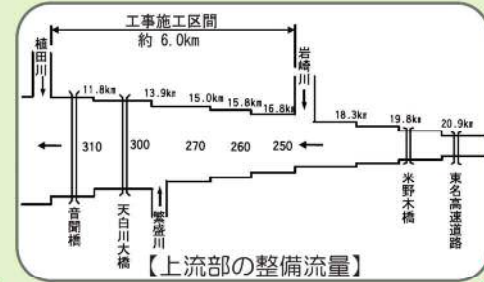 工事施工区間
約 6.0km
植田川
岩崎川
11.8km
13.9km
15.0km
15.8km
16.8km
18.3km
19.8km
20.9km
310
300
270
260
250
音聞橋
天白川大橋
繁盛川
米野木橋
東名高速道路
【上流部の整備流量】